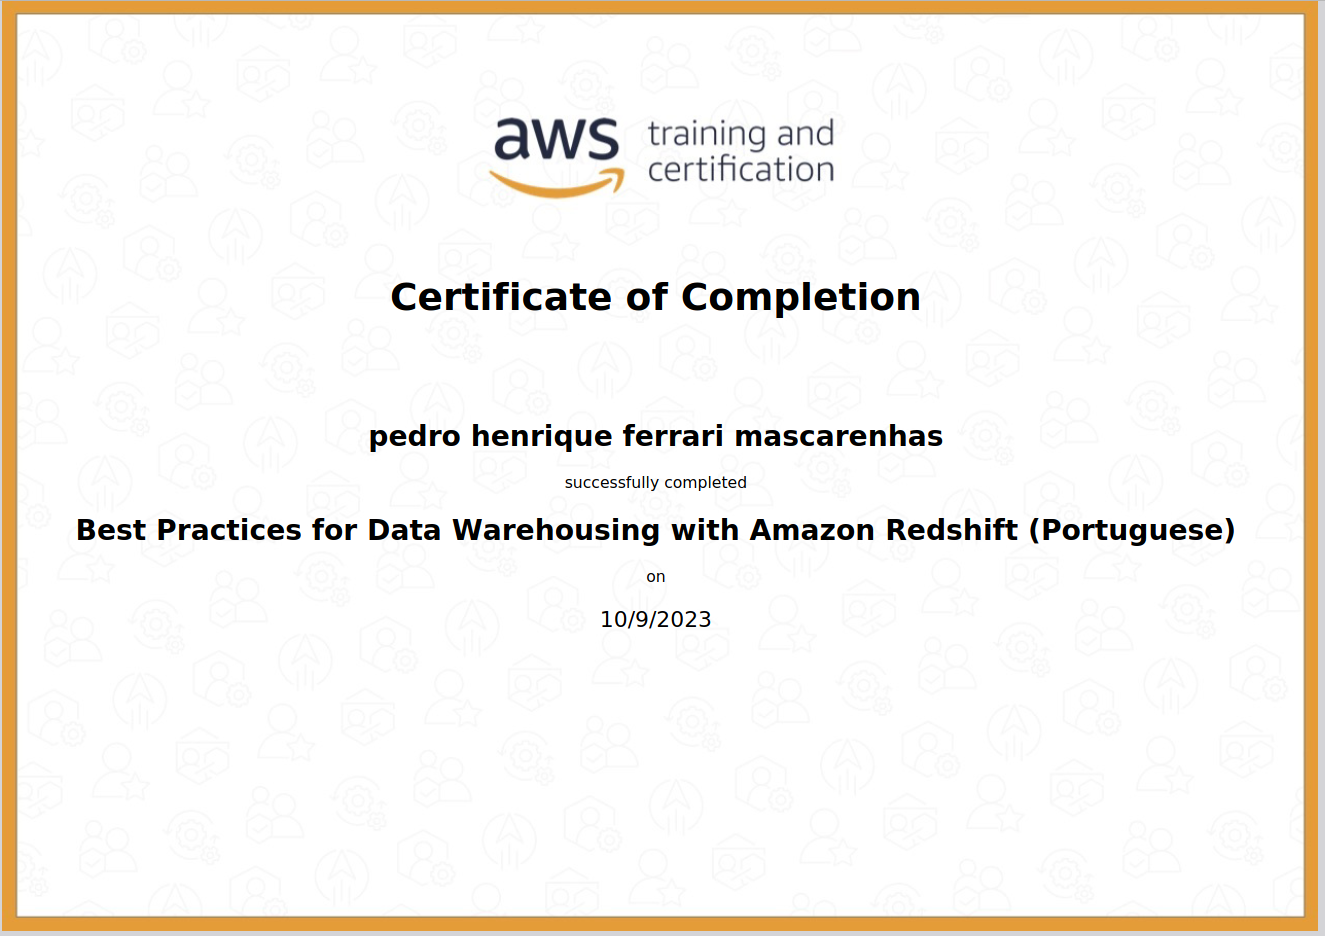 aws training and
certification
Certificate of Completion
pedro henrique ferrari mascarenhas
successfully completed
Best Practices for Data Warehousing with Amazon Redshift (Portuguese)
on
10/9/2023